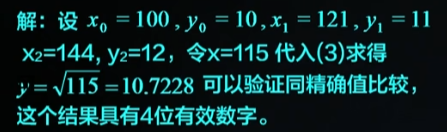 解：设 x₀ = 100 , y₀ = 10 , x₁ = 121 , y₁ = 11
x₂=144, y₂=12，令x=115 代入(3)求得
y = √115 = 10.7228 可以验证同精确值比较，
这个结果具有4位有效数字。